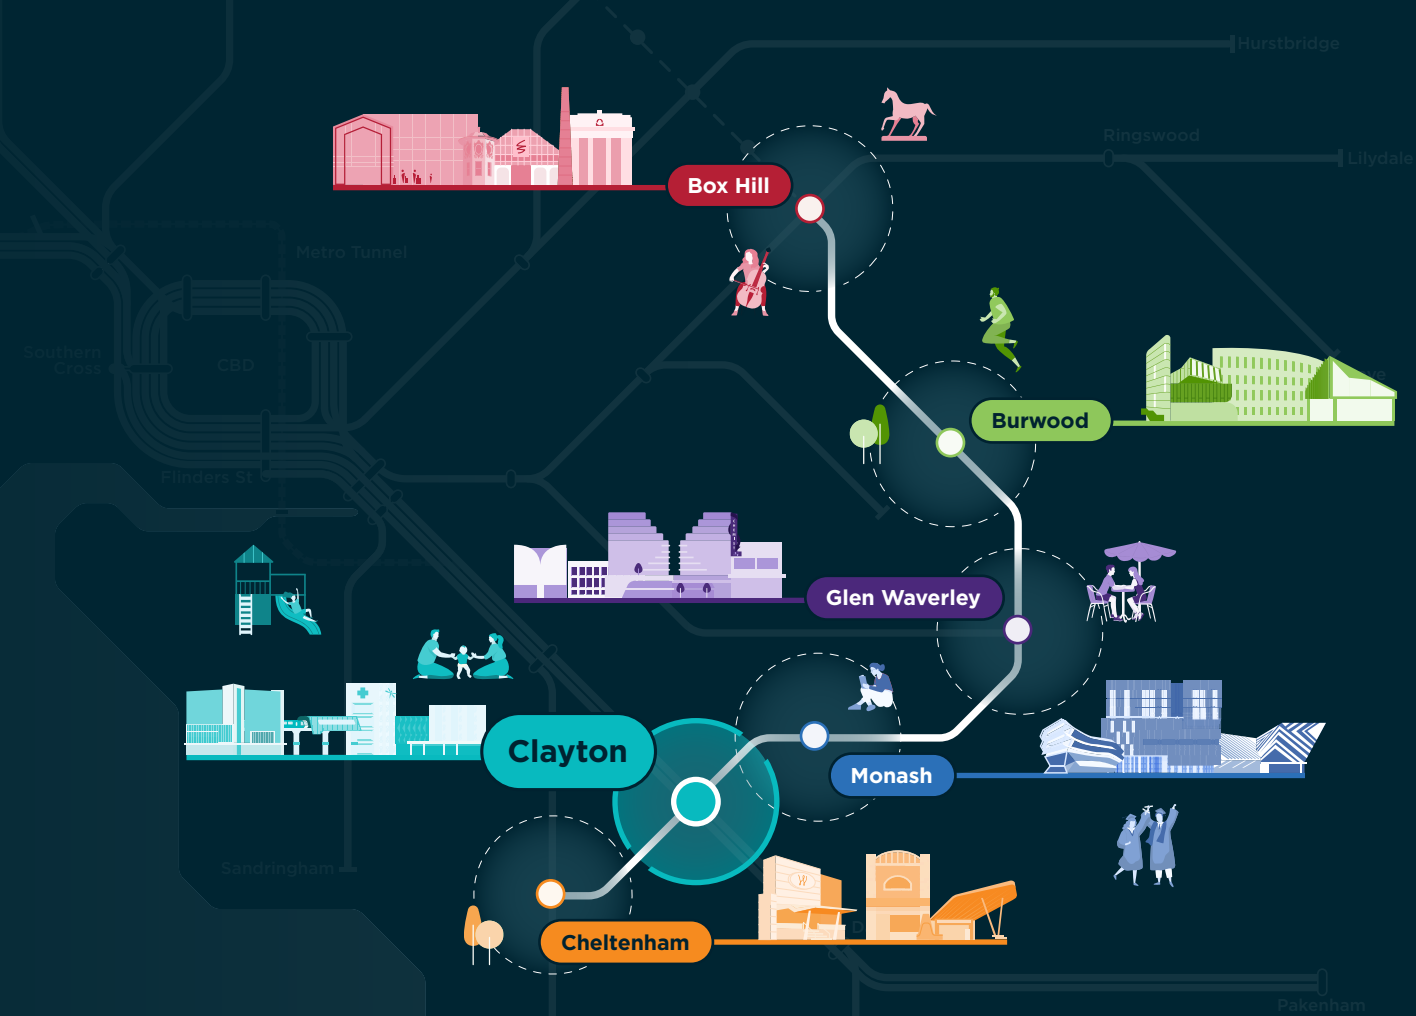 Hurstbridge
Ringswood
Lilydale
Box Hill
Metro Tunnel
Southern
Cross
CBD
Burwood
Flinders St
Glen Waverley
Clayton
Monash
Sandringham
Cheltenham
Pakenham